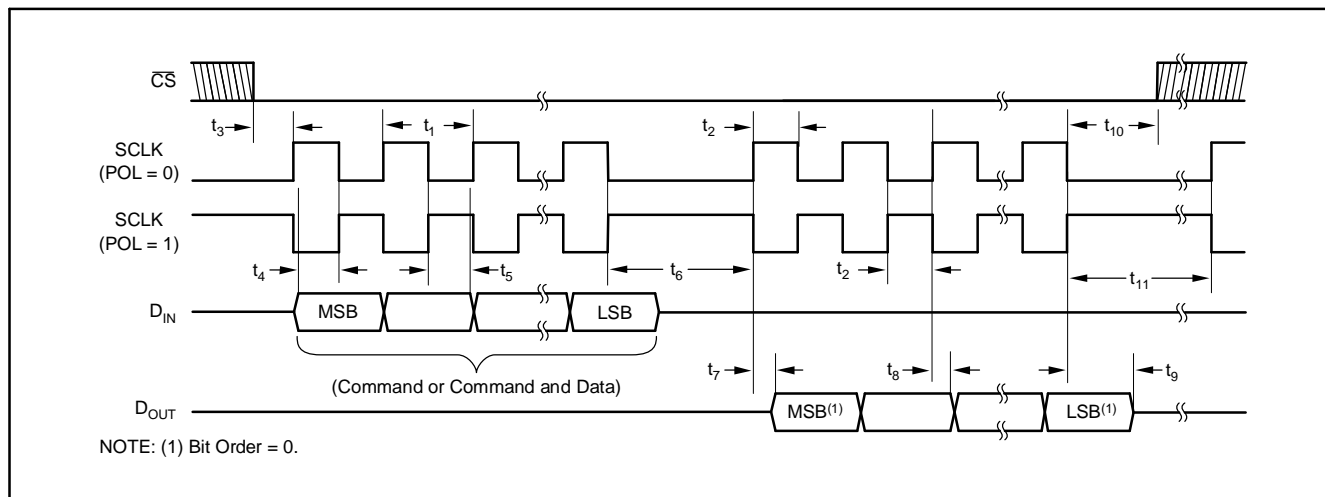 CS
t3
t1
t2
t10
SCLK
(POL = 0)
SCLK
(POL = 1)
t4
t5
t6
t2
t11
DIN
MSB
LSB
(Command or Command and Data)
t7
t8
t9
DOUT
MSB(1)
LSB(1)
NOTE: (1) Bit Order = 0.